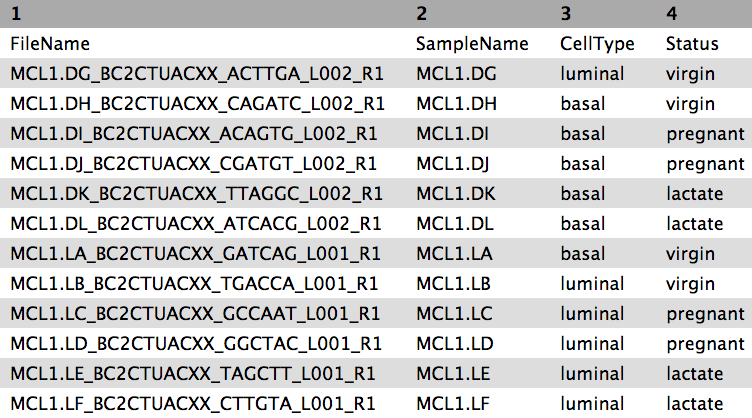 1 2 3 4
FileName SampleName CellType Status
MCL1.DG_BC2CTUACXX_ACTTGA_L002_R1 MCL1.DG luminal virgin
MCL1.DH_BC2CTUACXX_CAGATC_L002_R1 MCL1.DH basal virgin
MCL1.DI_BC2CTUACXX_ACAGTG_L002_R1 MCL1.DI basal pregnant
MCL1.DJ_BC2CTUACXX_CGATGT_L002_R1 MCL1.DJ basal pregnant
MCL1.DK_BC2CTUACXX_TTAGGC_L002_R1 MCL1.DK basal lactate
MCL1.DL_BC2CTUACXX_ATCACG_L002_R1 MCL1.DL basal lactate
MCL1.LA_BC2CTUACXX_GATCAG_L001_R1 MCL1.LA basal virgin
MCL1.LB_BC2CTUACXX_TGACCA_L001_R1 MCL1.LB luminal virgin
MCL1.LC_BC2CTUACXX_GCCAAT_L001_R1 MCL1.LC luminal pregnant
MCL1.LD_BC2CTUACXX_GGCTAC_L001_R1 MCL1.LD luminal pregnant
MCL1.LE_BC2CTUACXX_TAGCTT_L001_R1 MCL1.LE luminal lactate
MCL1.LF_BC2CTUACXX_CTTGTA_L001_R1 MCL1.LF luminal lactate